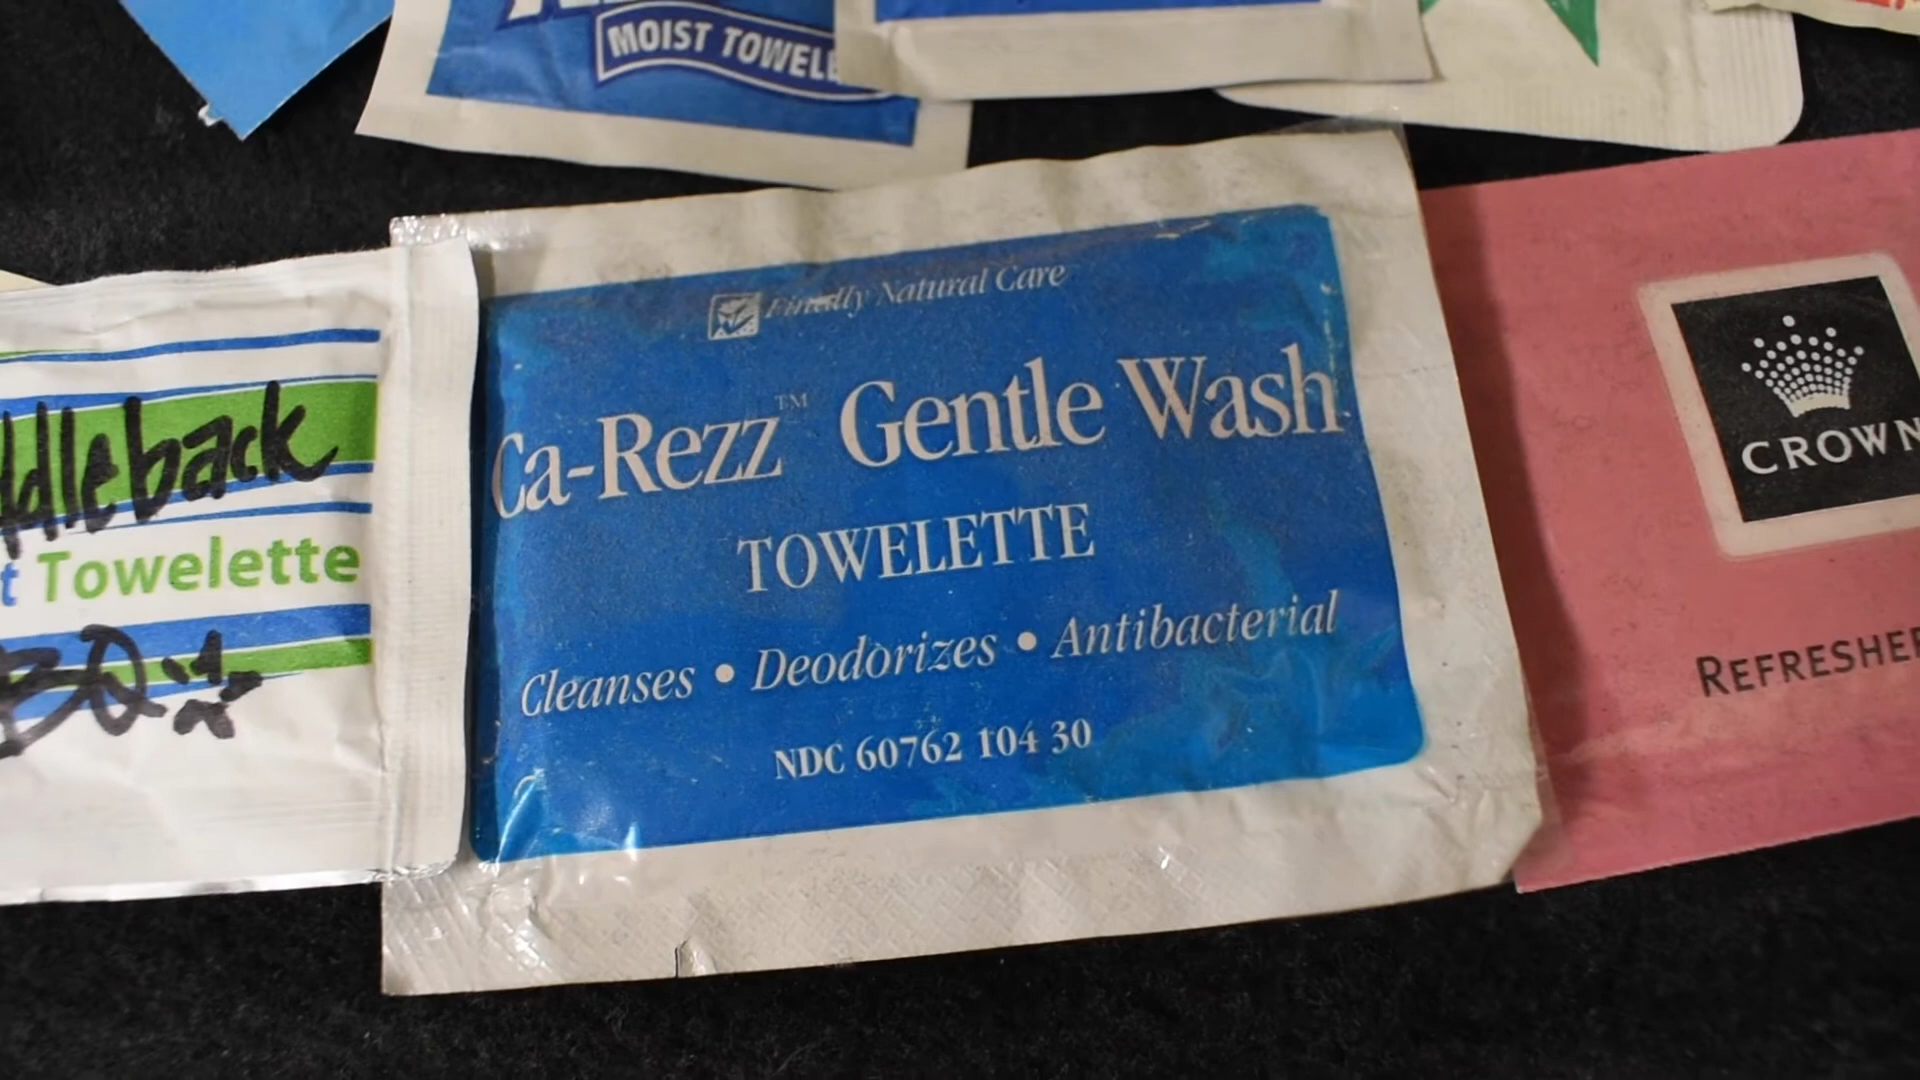 MOIST TOWELE
Finally Natural Care
Ca-Rezz™ Gentle Wash
TOWELETTE
Cleanses • Deodorizes • Antibacterial
NDC 60762 104 30
ddleback
t Towelette
BQ
CROWN
REFRESHER